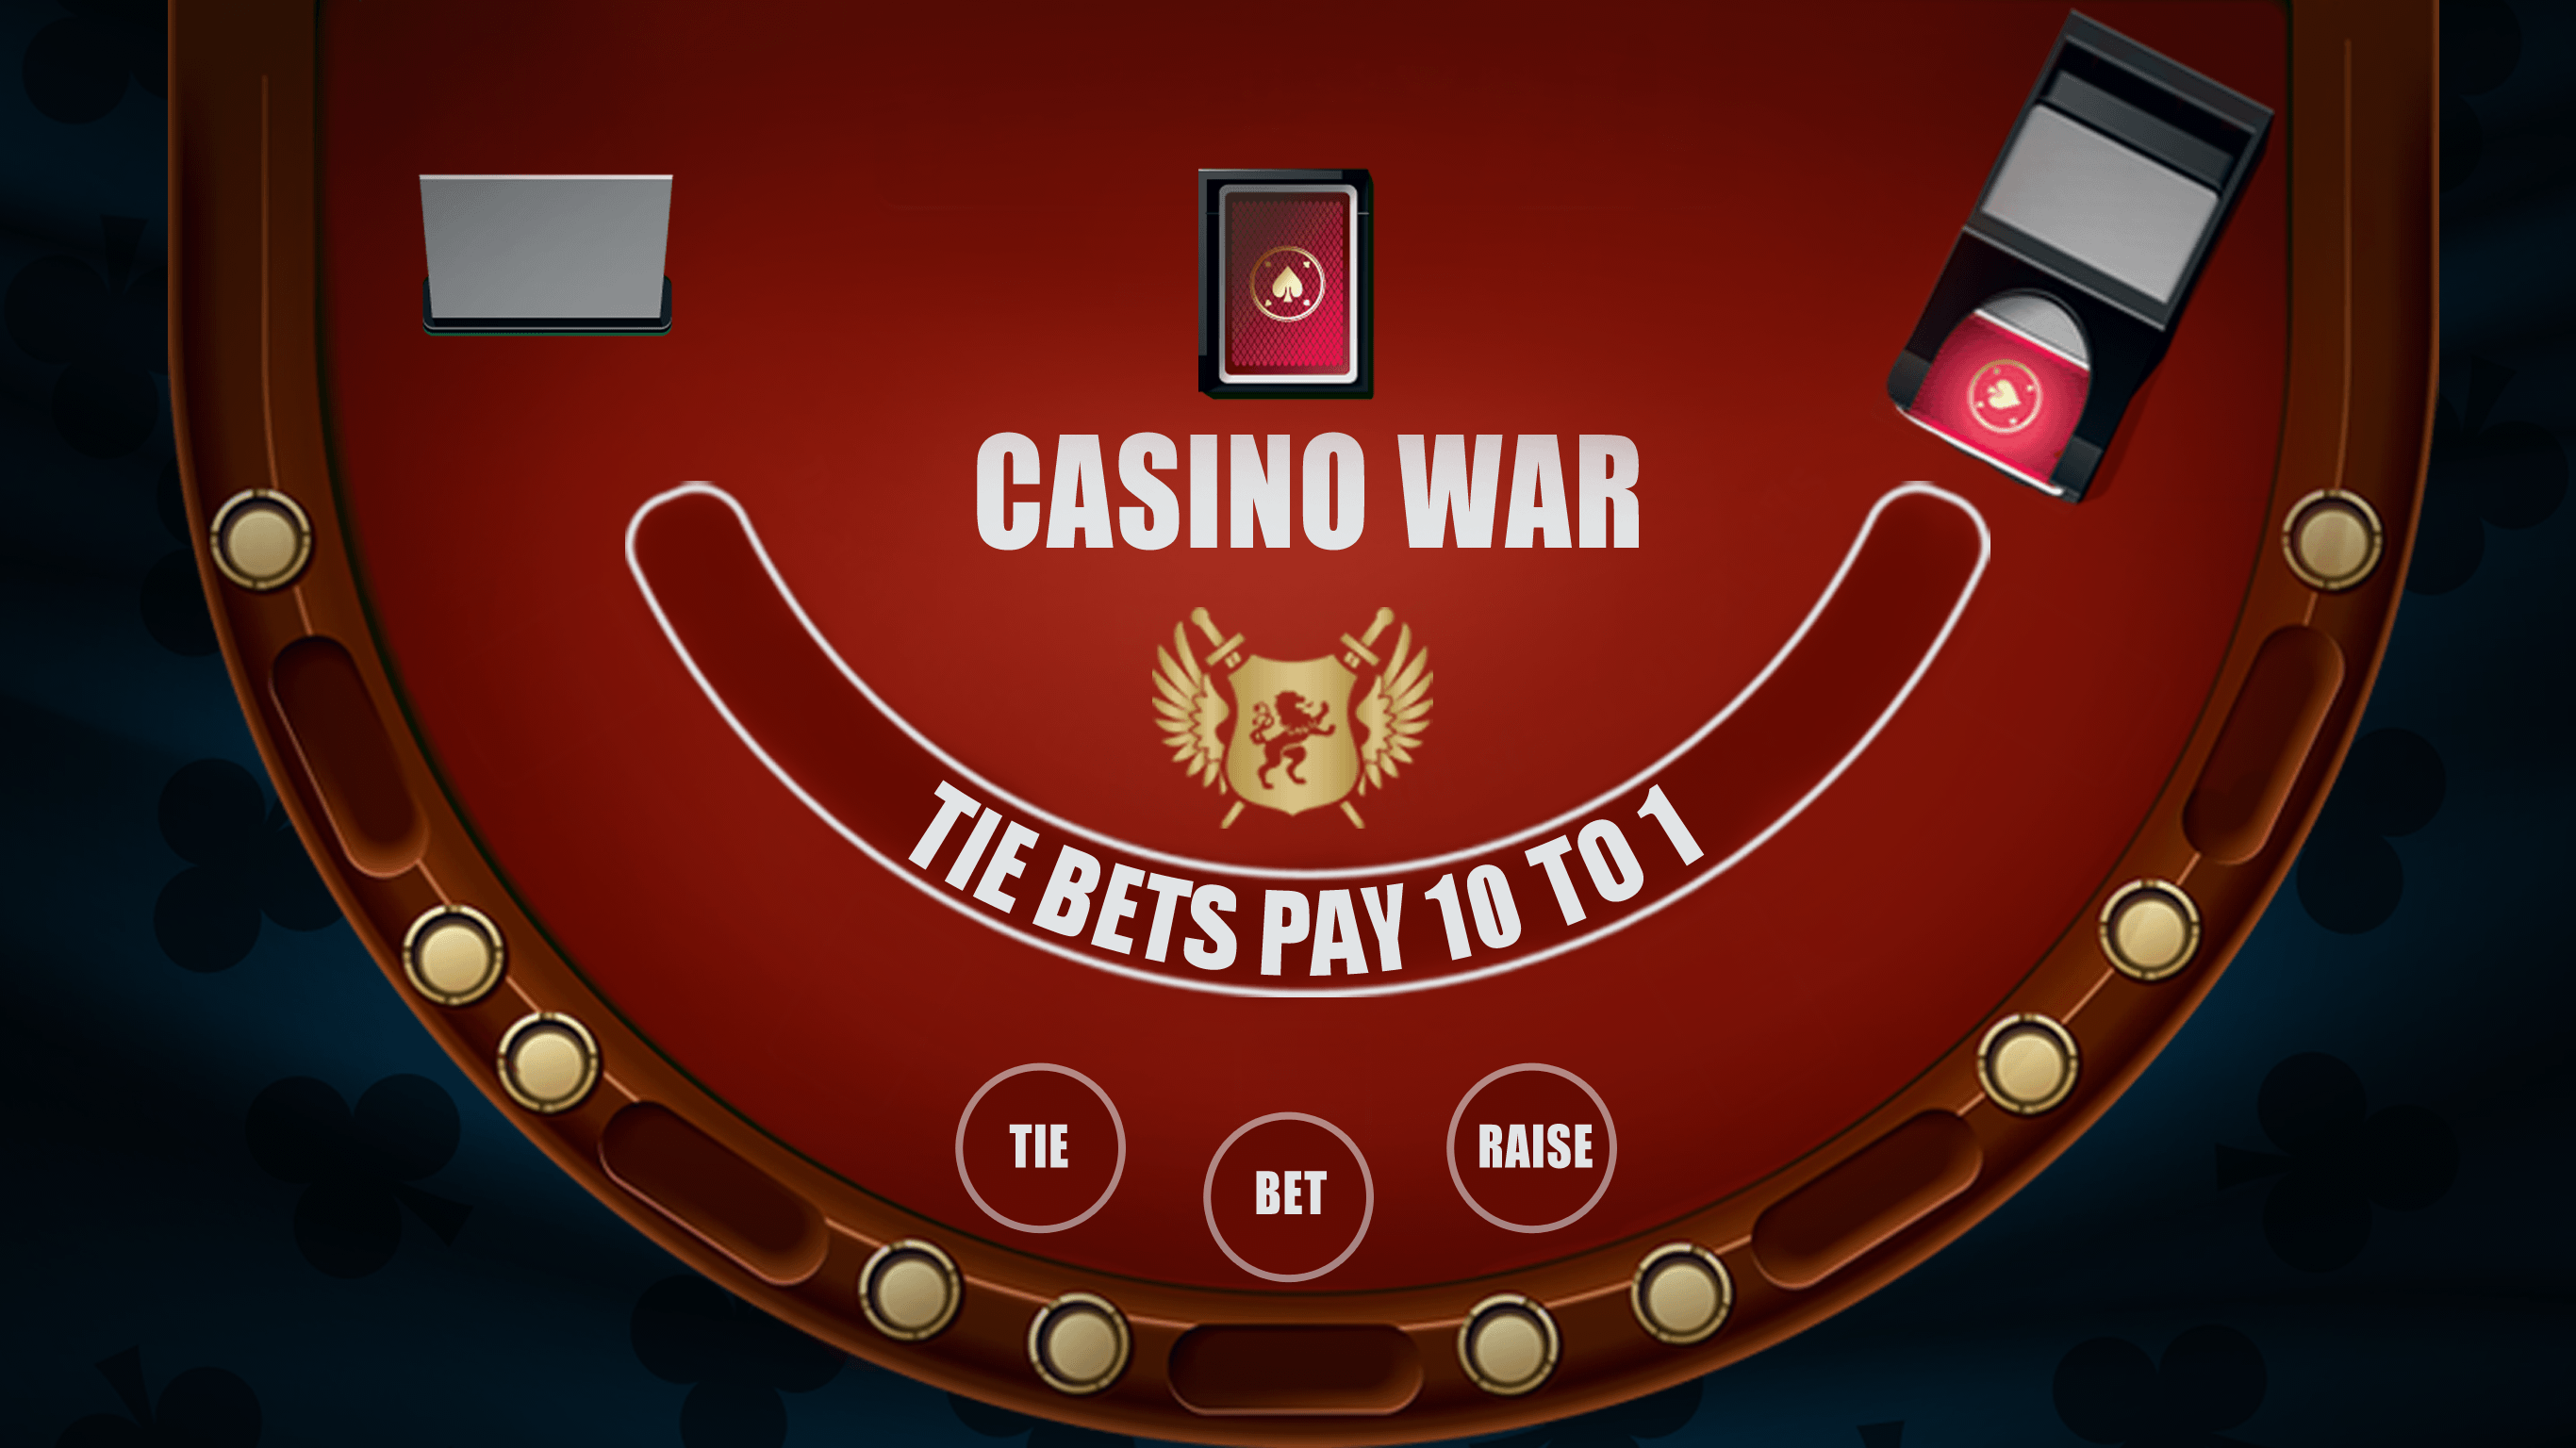 CASINO WAR
TIE BETS PAY 10 TO 1
TIE
BET
RAISE